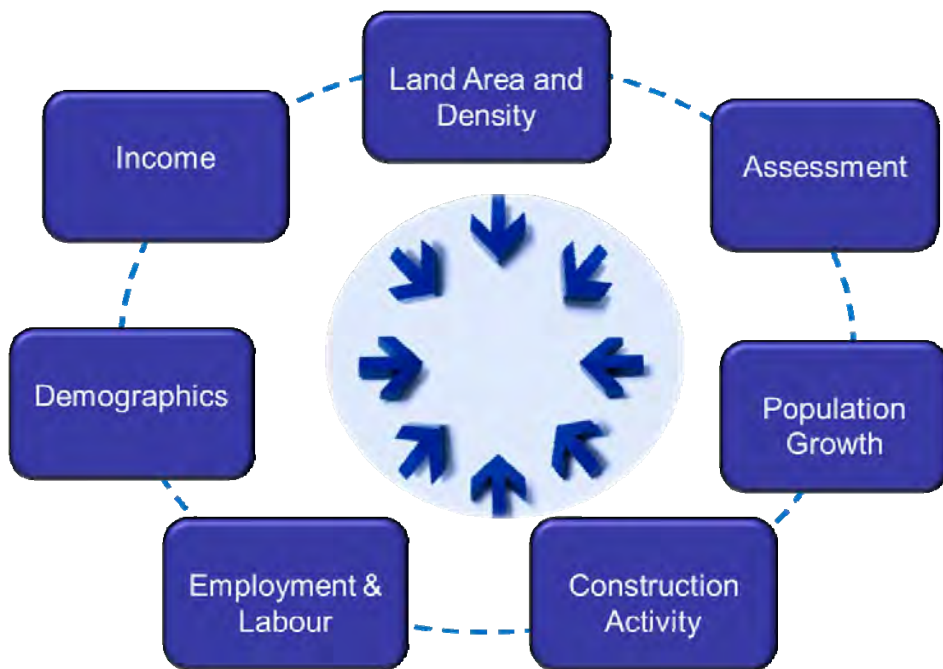 Land Area and
Density
Assessment
Population
Growth
Construction
Activity
Employment &
Labour
Demographics
Income